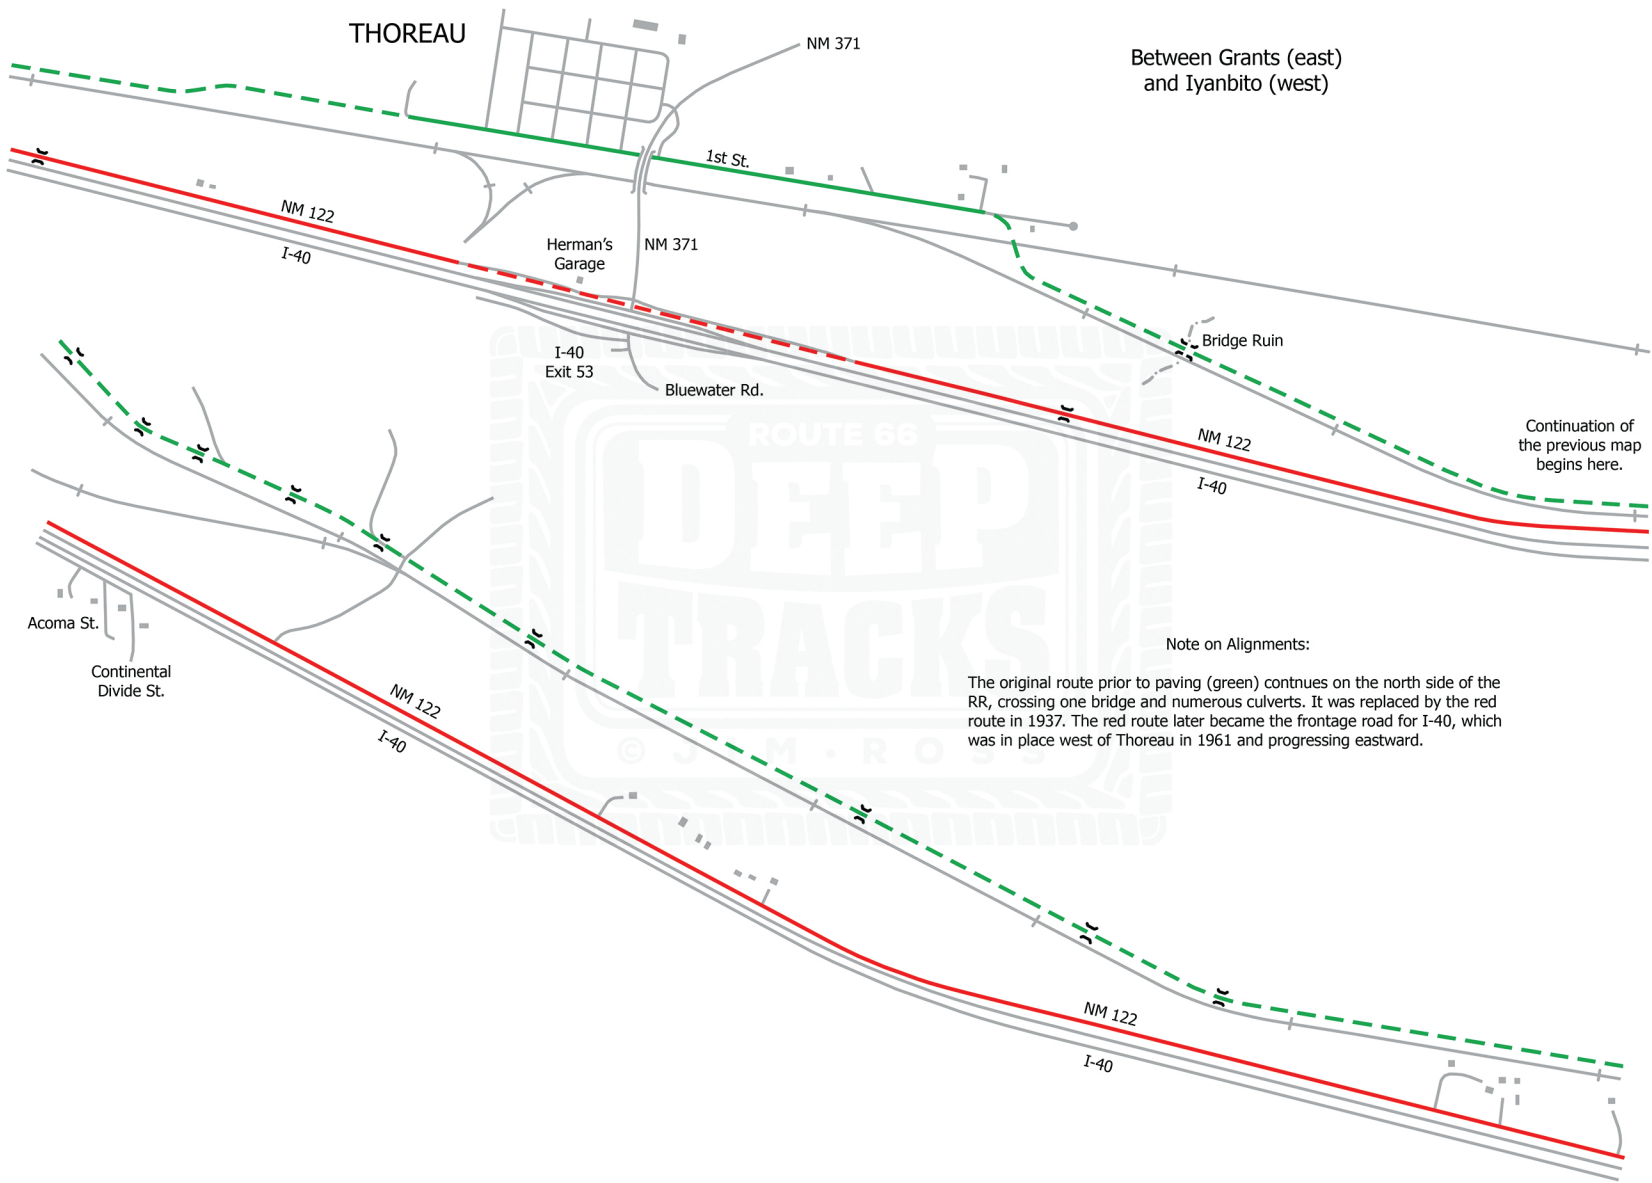 THOREAU
NM 371
Between Grants (east)
and Iyanbito (west)
1st St.
NM 122
I-40
Herman's
Garage
NM 371
I-40
Exit 53
Bluewater Rd.
Bridge Ruin
NM 122
I-40
Continuation of
the previous map
begins here.
ROUTE 66
DEEP
TRACKS
© JIM · ROSS
Acoma St.
Continental
Divide St.
NM 122
I-40
Note on Alignments:
The original route prior to paving (green) contnues on the north side of the
RR, crossing one bridge and numerous culverts. It was replaced by the red
route in 1937. The red route later became the frontage road for I-40, which
was in place west of Thoreau in 1961 and progressing eastward.
NM 122
I-40